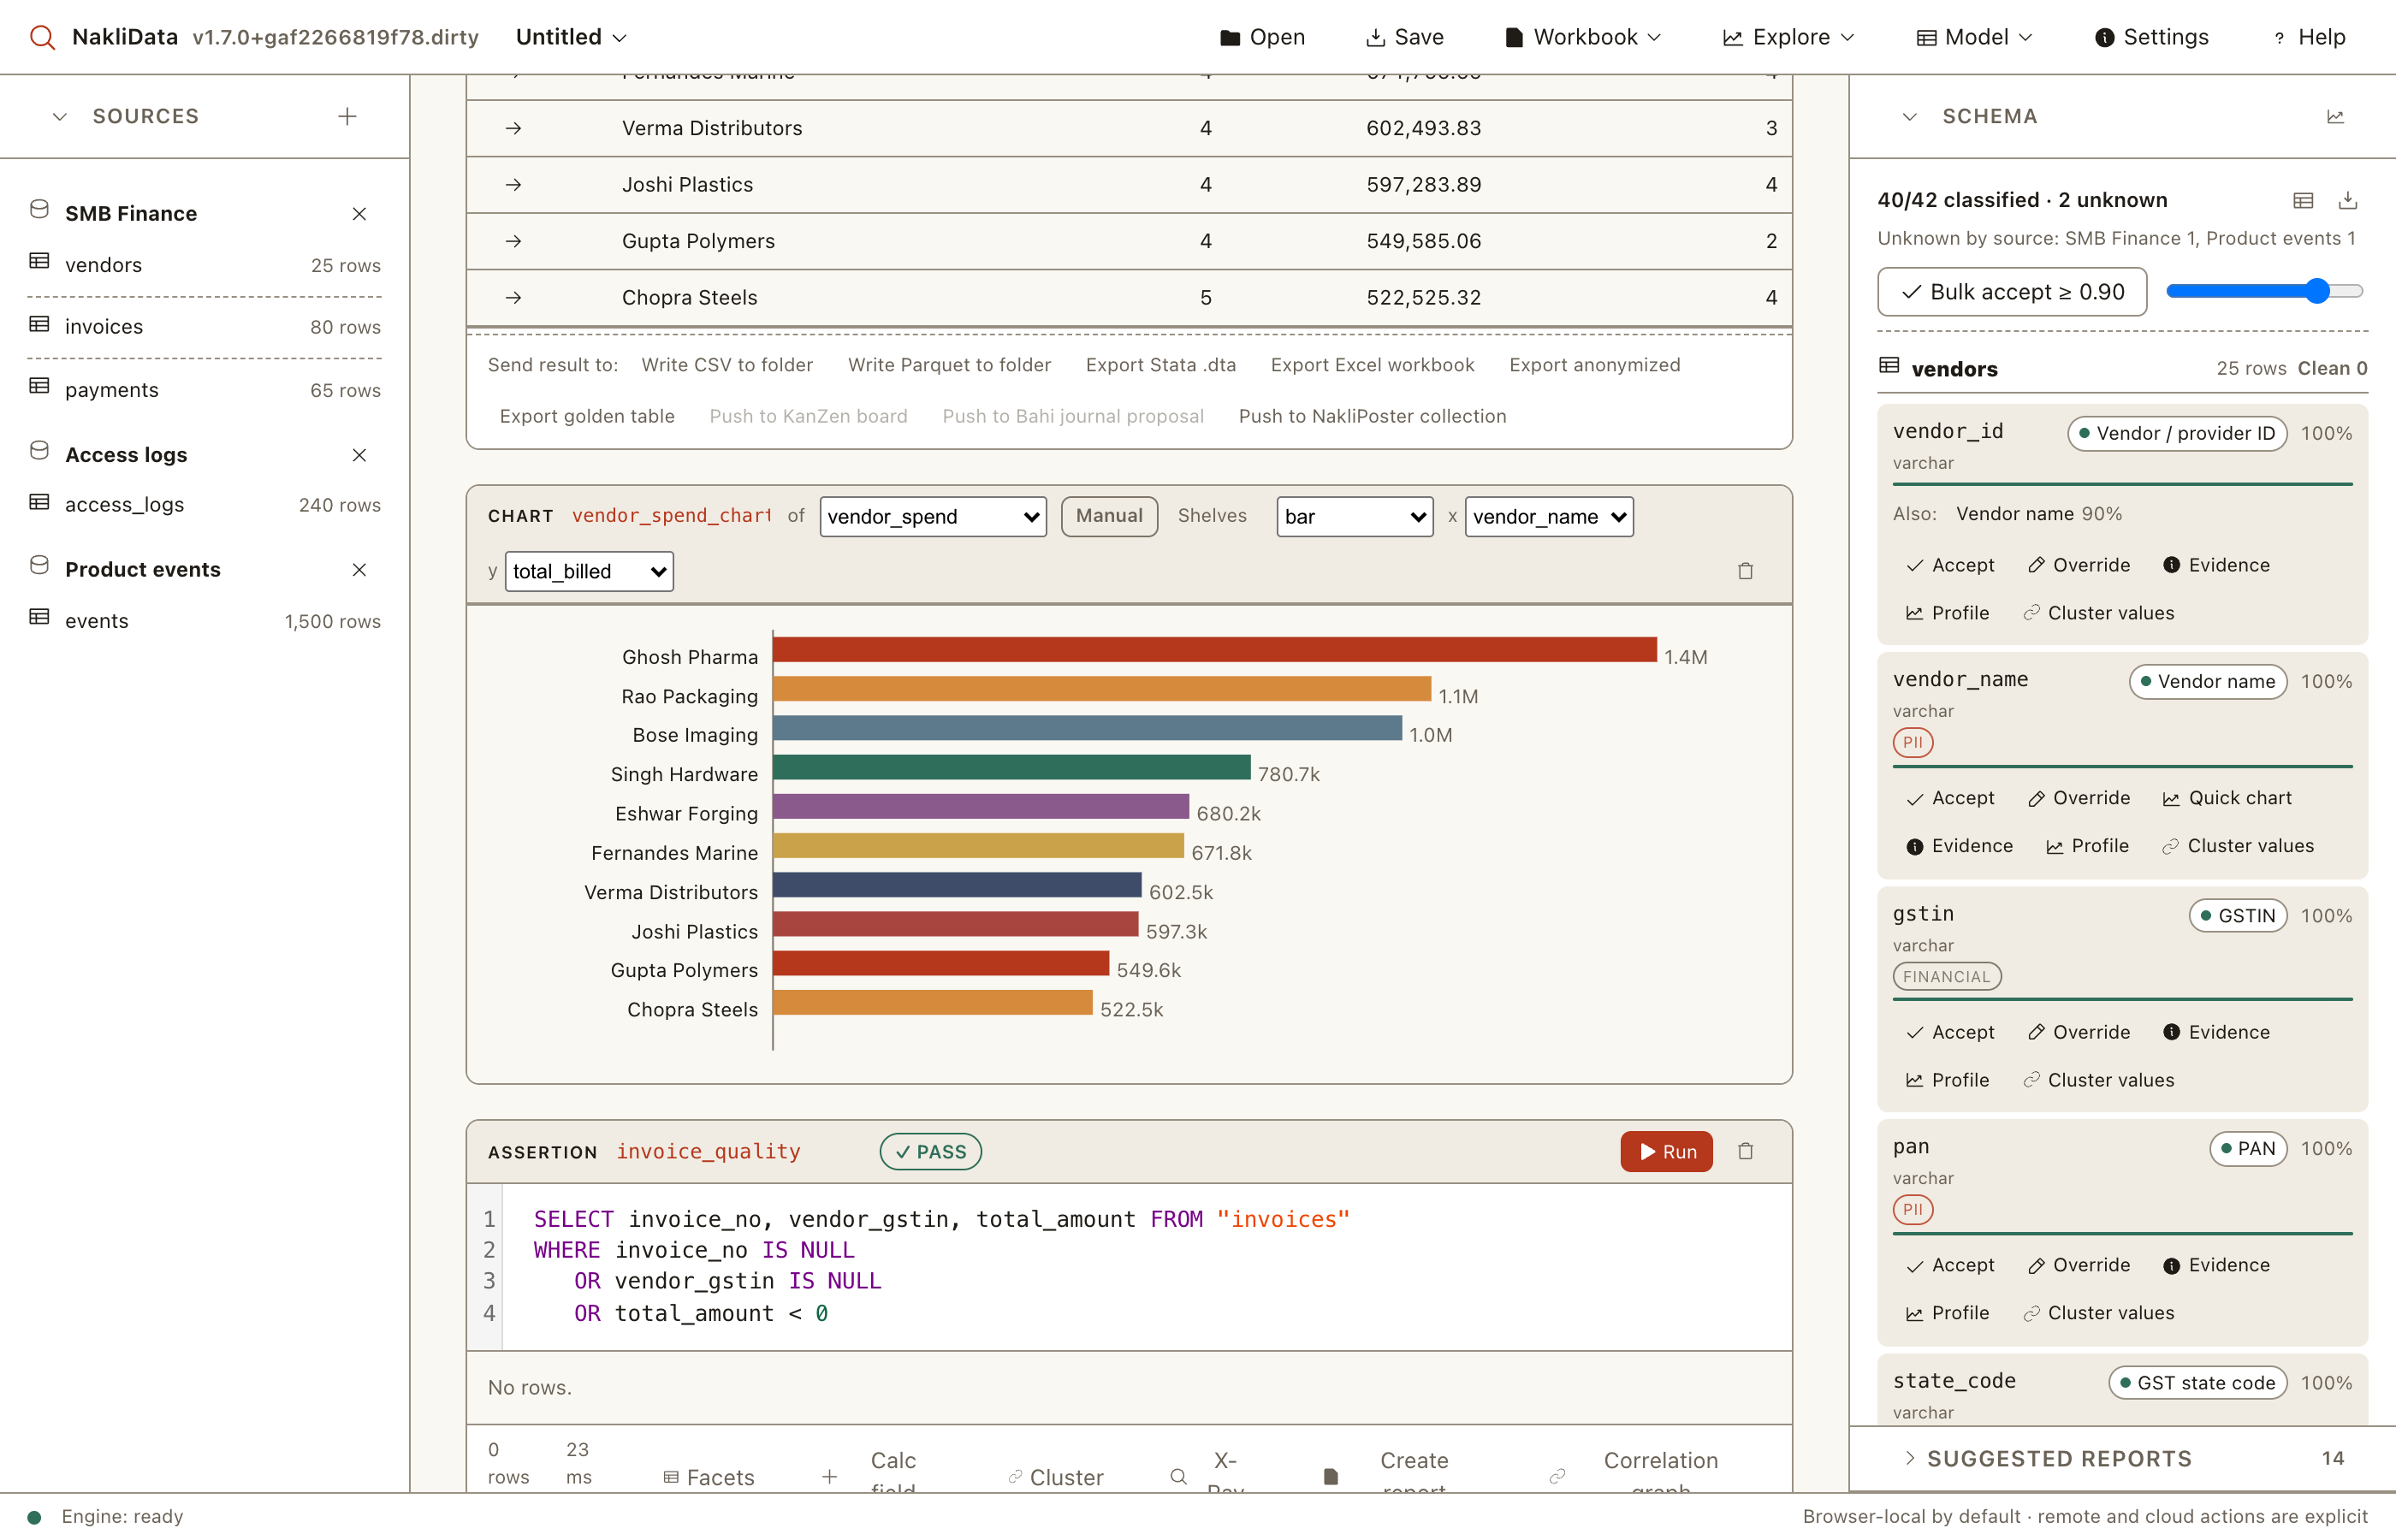 NakliData v1.7.0+gaf2266819f78.dirty Untitled Open Save Workbook Explore Model Settings ? Help
SOURCES
SMB Finance
vendors 25 rows
invoices 80 rows
payments 65 rows
Access logs
access_logs 240 rows
Product events
events 1,500 rows
Verma Distributors 4 602,493.83 3
Joshi Plastics 4 597,283.89 4
Gupta Polymers 4 549,585.06 2
Chopra Steels 5 522,525.32 4
Send result to: Write CSV to folder Write Parquet to folder Export Stata .dta Export Excel workbook Export anonymized
Export golden table Push to KanZen board Push to Bahi journal proposal Push to NakliPoster collection
CHART vendor_spend_chart of vendor_spend Manual Shelves bar x vendor_name
y total_billed
Ghosh Pharma 1.4M
Rao Packaging 1.1M
Bose Imaging 1.0M
Singh Hardware 780.7k
Eshwar Forging 680.2k
Fernandes Marine 671.8k
Verma Distributors 602.5k
Joshi Plastics 597.3k
Gupta Polymers 549.6k
Chopra Steels 522.5k
ASSERTION invoice_quality PASS Run
1 SELECT invoice_no, vendor_gstin, total_amount FROM "invoices"
2 WHERE invoice_no IS NULL
3 OR vendor_gstin IS NULL
4 OR total_amount < 0
No rows.
0 rows 23 ms Facets Calc field Cluster X-Ray Create report Correlation graph
SCHEMA
40/42 classified · 2 unknown
Unknown by source: SMB Finance 1, Product events 1
Bulk accept ≥ 0.90
vendors 25 rows Clean 0
vendor_id Vendor / provider ID 100%
varchar
Also: Vendor name 90%
Accept Override Evidence
Profile Cluster values
vendor_name Vendor name 100%
varchar
PII
Accept Override Quick chart
Evidence Profile Cluster values
gstin GSTIN 100%
varchar
FINANCIAL
Accept Override Evidence
Profile Cluster values
pan PAN 100%
varchar
PII
Accept Override Evidence
Profile Cluster values
state_code GST state code 100%
varchar
SUGGESTED REPORTS 14
Engine: ready Browser-local by default · remote and cloud actions are explicit